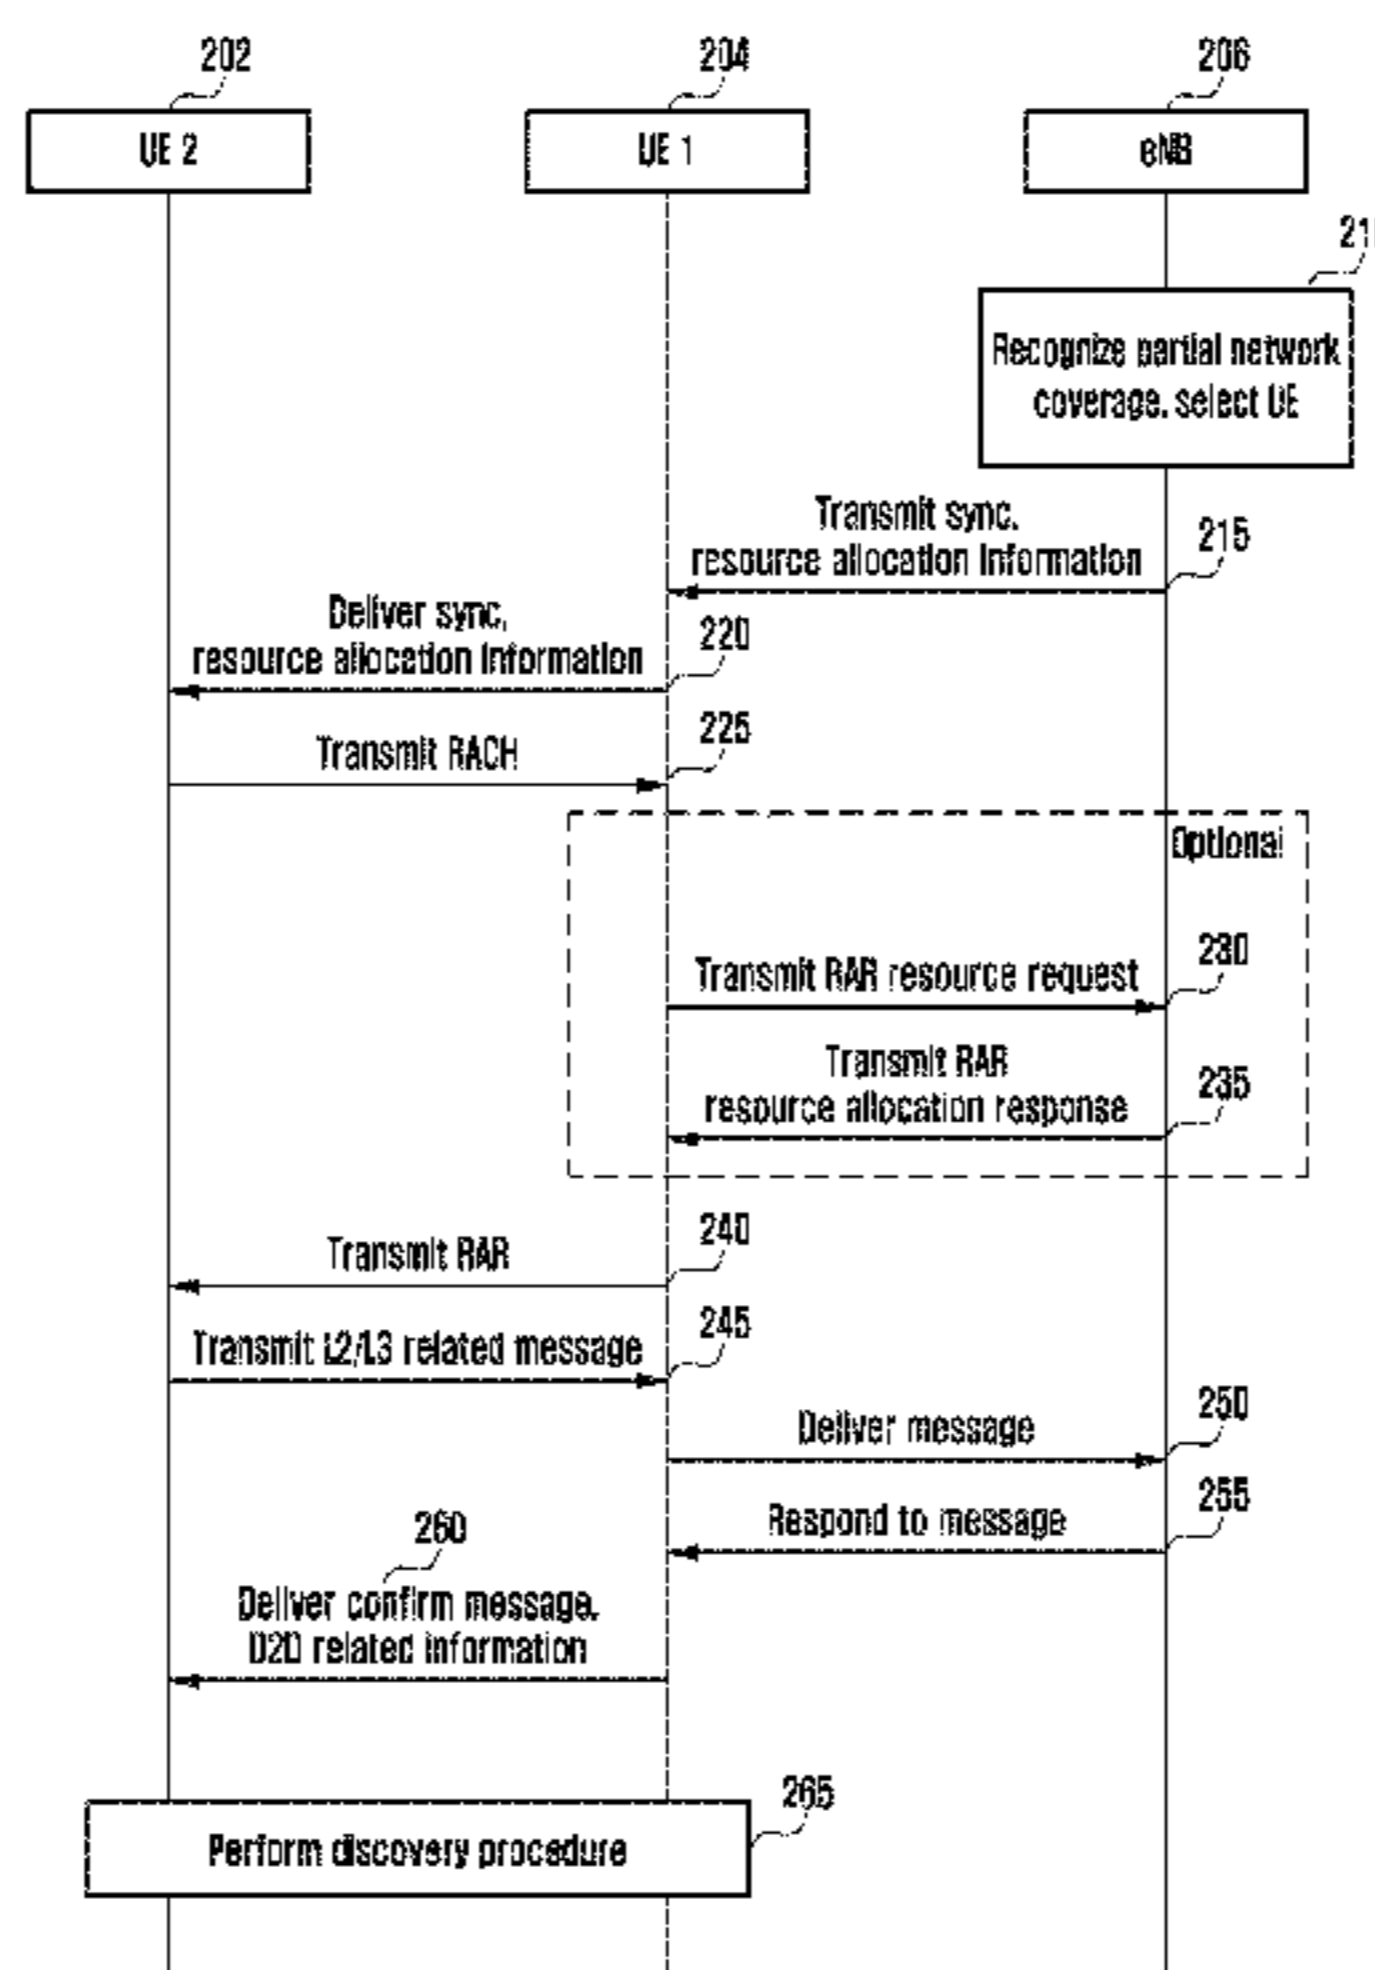 202
204
206
UE 2
UE 1
eNB
Recognize partial network
coverage, select UE
Transmit sync,
resource allocation information
215
Deliver sync,
resource allocation information
220
Transmit RACH
225
Optional
Transmit RAR resource request
230
Transmit RAR
resource allocation response
235
Transmit RAR
240
Transmit L2/L3 related message
245
Deliver message
250
Respond to message
255
260
Deliver confirm message,
D2D related information
265
Perform discovery procedure